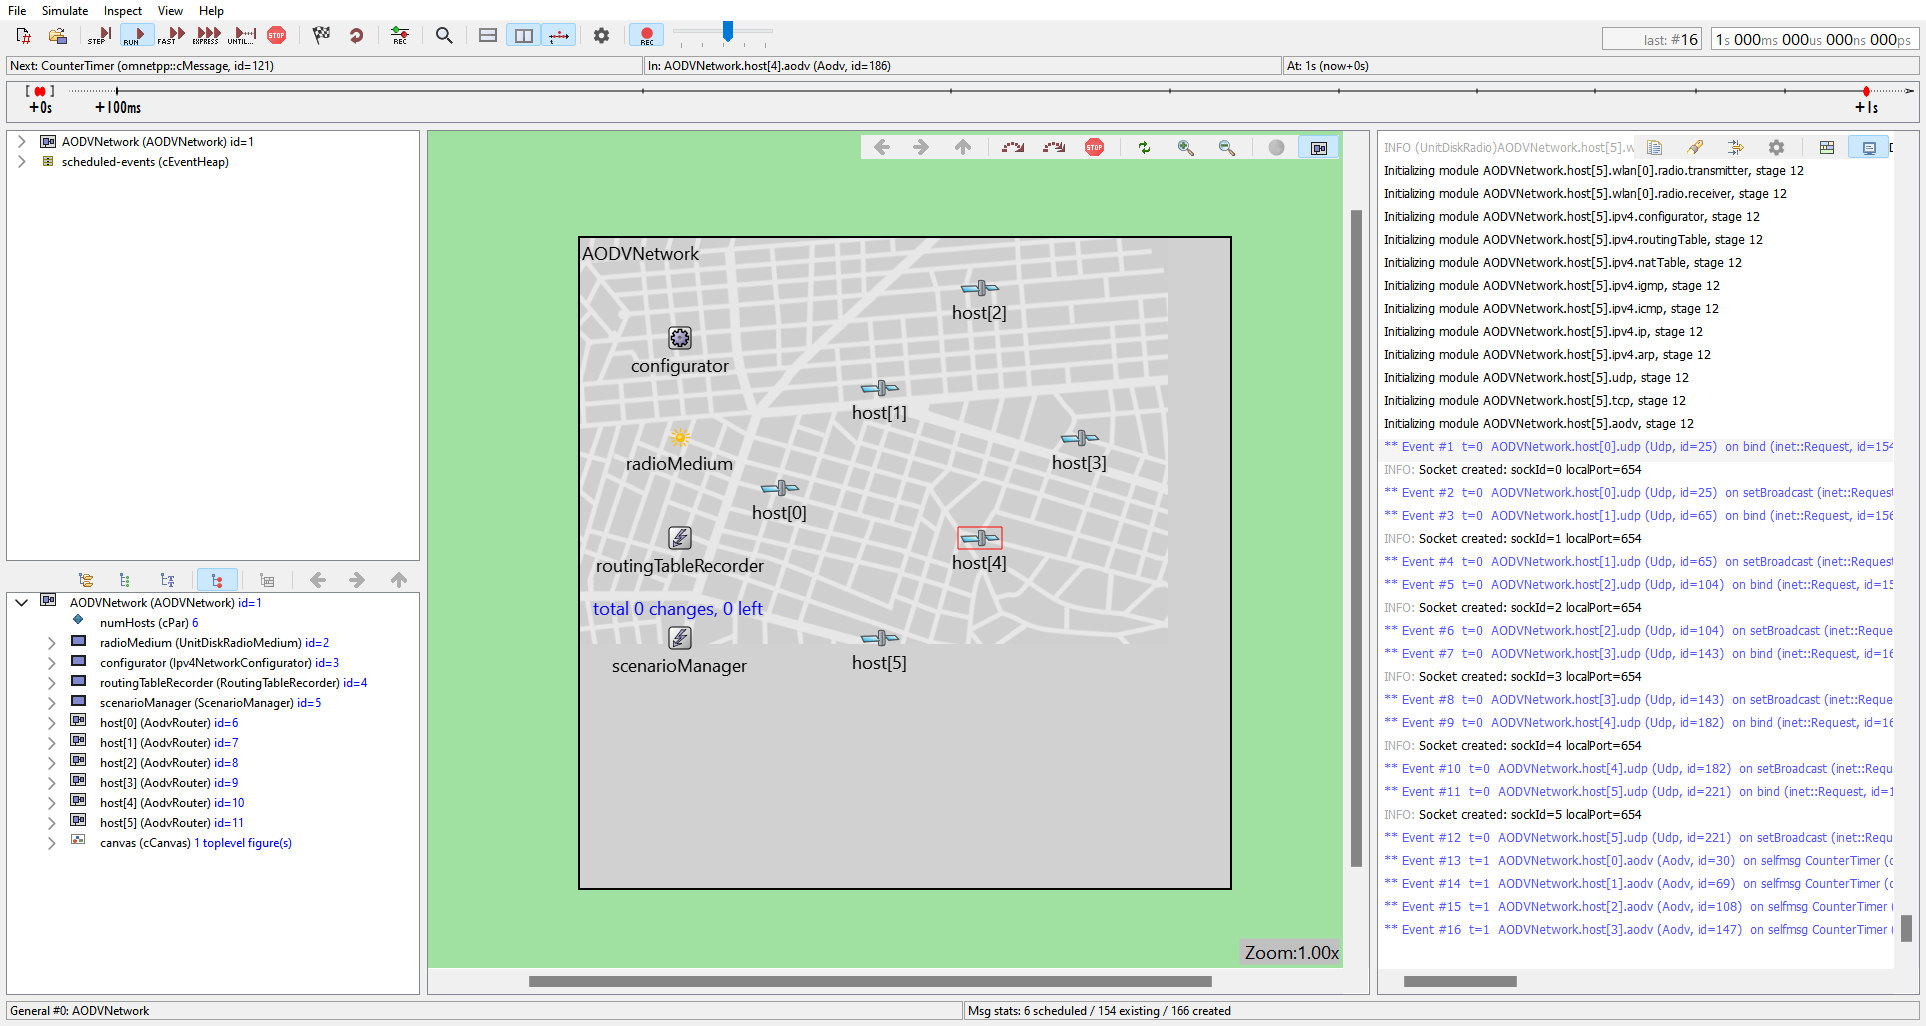 File Simulate Inspect View Help
STEP RUN FAST EXPRESS UNTIL... STOP REC REC
last: #16
1s 000ms 000us 000ns 000ps
Next: CounterTimer (omnetpp::cMessage, id=121)
In: AODVNetwork.host[4].aodv (Aodv, id=186)
At: 1s (now+0s)
+0s
+100ms
+1s
AODVNetwork (AODVNetwork) id=1
scheduled-events (cEventHeap)
AODVNetwork (AODVNetwork) id=1
numHosts (cPar) 6
radioMedium (UnitDiskRadioMedium) id=2
configurator (Ipv4NetworkConfigurator) id=3
routingTableRecorder (RoutingTableRecorder) id=4
scenarioManager (ScenarioManager) id=5
host[0] (AodvRouter) id=6
host[1] (AodvRouter) id=7
host[2] (AodvRouter) id=8
host[3] (AodvRouter) id=9
host[4] (AodvRouter) id=10
host[5] (AodvRouter) id=11
canvas (cCanvas) 1 toplevel figure(s)
STOP
AODVNetwork
host[2]
configurator
host[1]
radioMedium
host[3]
host[0]
routingTableRecorder
host[4]
total 0 changes, 0 left
scenarioManager
host[5]
Zoom:1.00x
INFO (UnitDiskRadio)AODVNetwork.host[5].w
Initializing module AODVNetwork.host[5].wlan[0].radio.transmitter, stage 12
Initializing module AODVNetwork.host[5].wlan[0].radio.receiver, stage 12
Initializing module AODVNetwork.host[5].ipv4.configurator, stage 12
Initializing module AODVNetwork.host[5].ipv4.routingTable, stage 12
Initializing module AODVNetwork.host[5].ipv4.natTable, stage 12
Initializing module AODVNetwork.host[5].ipv4.igmp, stage 12
Initializing module AODVNetwork.host[5].ipv4.icmp, stage 12
Initializing module AODVNetwork.host[5].ipv4.ip, stage 12
Initializing module AODVNetwork.host[5].ipv4.arp, stage 12
Initializing module AODVNetwork.host[5].udp, stage 12
Initializing module AODVNetwork.host[5].tcp, stage 12
Initializing module AODVNetwork.host[5].aodv, stage 12
** Event #1 t=0 AODVNetwork.host[0].udp (Udp, id=25) on bind (inet::Request, id=154
INFO: Socket created: sockId=0 localPort=654
** Event #2 t=0 AODVNetwork.host[0].udp (Udp, id=25) on setBroadcast (inet::Request
** Event #3 t=0 AODVNetwork.host[1].udp (Udp, id=65) on bind (inet::Request, id=156
INFO: Socket created: sockId=1 localPort=654
** Event #4 t=0 AODVNetwork.host[1].udp (Udp, id=65) on setBroadcast (inet::Request
** Event #5 t=0 AODVNetwork.host[2].udp (Udp, id=104) on bind (inet::Request, id=15
INFO: Socket created: sockId=2 localPort=654
** Event #6 t=0 AODVNetwork.host[2].udp (Udp, id=104) on setBroadcast (inet::Requ
** Event #7 t=0 AODVNetwork.host[3].udp (Udp, id=143) on bind (inet::Request, id=16
INFO: Socket created: sockId=3 localPort=654
** Event #8 t=0 AODVNetwork.host[3].udp (Udp, id=143) on setBroadcast (inet::Requ
** Event #9 t=0 AODVNetwork.host[4].udp (Udp, id=182) on bind (inet::Request, id=16
INFO: Socket created: sockId=4 localPort=654
** Event #10 t=0 AODVNetwork.host[4].udp (Udp, id=182) on setBroadcast (inet::Requ
** Event #11 t=0 AODVNetwork.host[5].udp (Udp, id=221) on bind (inet::Request, id=1
INFO: Socket created: sockId=5 localPort=654
** Event #12 t=0 AODVNetwork.host[5].udp (Udp, id=221) on setBroadcast (inet::Requ
** Event #13 t=1 AODVNetwork.host[0].aodv (Aodv, id=30) on selfmsg CounterTimer (
** Event #14 t=1 AODVNetwork.host[1].aodv (Aodv, id=69) on selfmsg CounterTimer (
** Event #15 t=1 AODVNetwork.host[2].aodv (Aodv, id=108) on selfmsg CounterTimer (
** Event #16 t=1 AODVNetwork.host[3].aodv (Aodv, id=147) on selfmsg CounterTimer (
General #0: AODVNetwork
Msg stats: 6 scheduled / 154 existing / 166 created